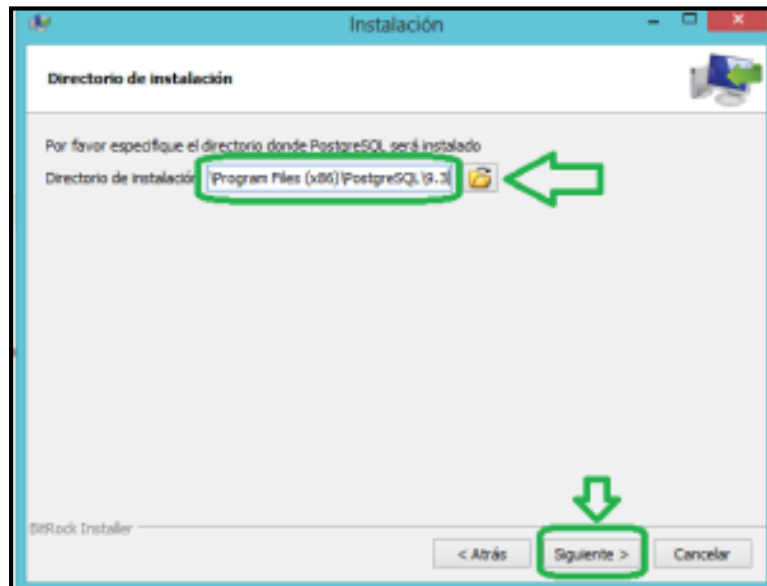 Instalación
Directorio de instalación
Por favor especifique el directorio donde PostgreSQL será instalado
Directorio de instalación \Program Files (x86)\PostgreSQL\9.3
BitRock Installer
< Atrás Siguiente > Cancelar